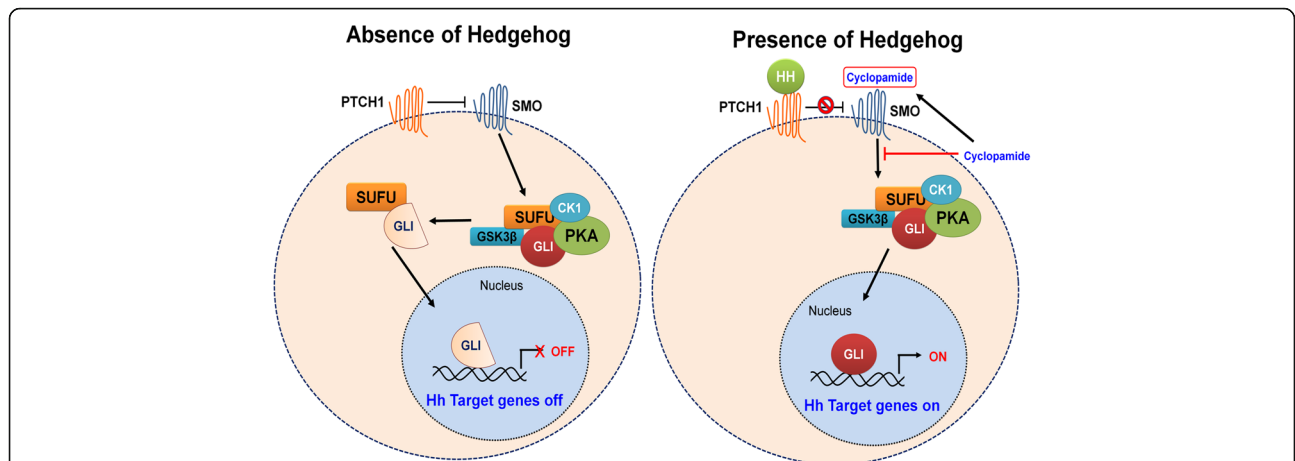 Absence of Hedgehog
PTCH1
SMO
SUFU
GLI
CK1
SUFU
GSK3β
GLI
PKA
Nucleus
GLI
OFF
Hh Target genes off
Presence of Hedgehog
HH
Cyclopamide
PTCH1
SMO
Cyclopamide
CK1
SUFU
GSK3β
GLI
PKA
Nucleus
GLI
ON
Hh Target genes on